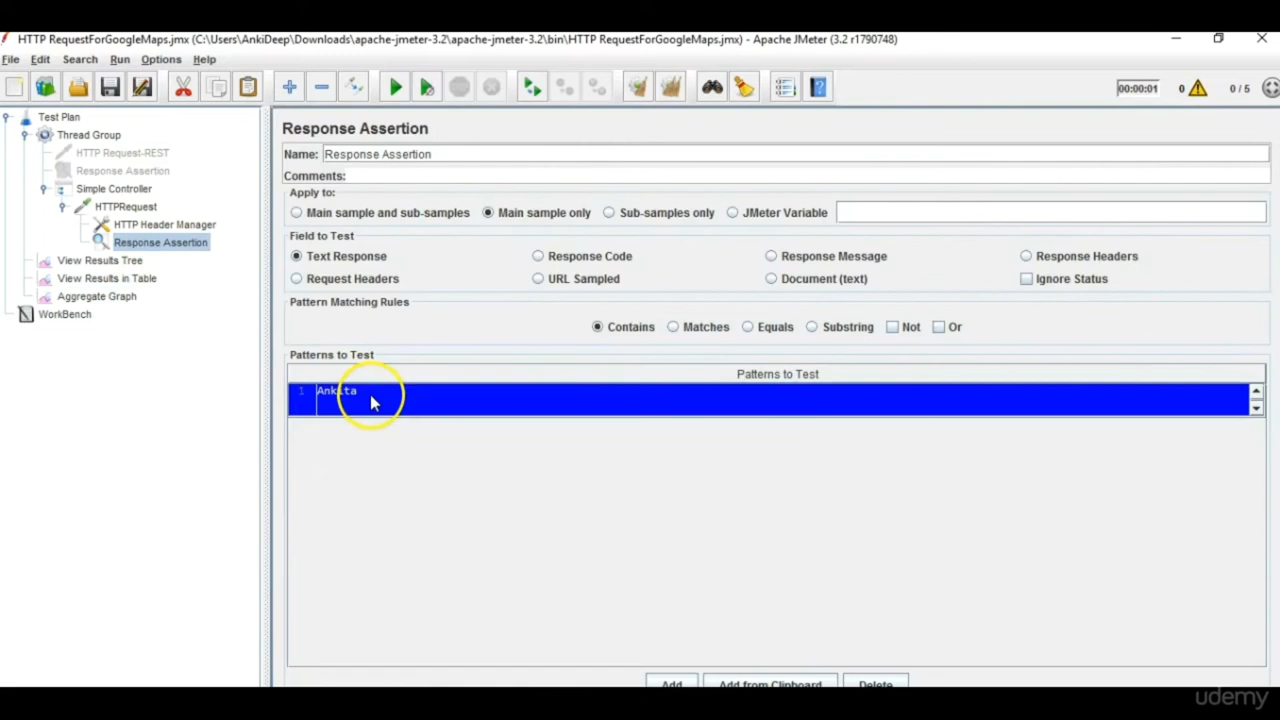 HTTP RequestForGoogleMaps.jmx (C:\Users\AnkiDeep\Downloads\apache-jmeter-3.2\apache-jmeter-3.2\bin\HTTP RequestForGoogleMaps.jmx) - Apache JMeter (3.2 r1790748)
File Edit Search Run Options Help
00:00:01 0 0 / 5
Test Plan
Thread Group
HTTP Request-REST
Response Assertion
Simple Controller
HTTPRequest
HTTP Header Manager
Response Assertion
View Results Tree
View Results in Table
Aggregate Graph
WorkBench
Response Assertion
Name: Response Assertion
Comments:
Apply to:
Main sample and sub-samples Main sample only Sub-samples only JMeter Variable
Field to Test
Text Response Response Code Response Message Response Headers
Request Headers URL Sampled Document (text) Ignore Status
Pattern Matching Rules
Contains Matches Equals Substring Not Or
Patterns to Test
Patterns to Test
1 Ankita
Add Add from Clipboard Delete
udemy